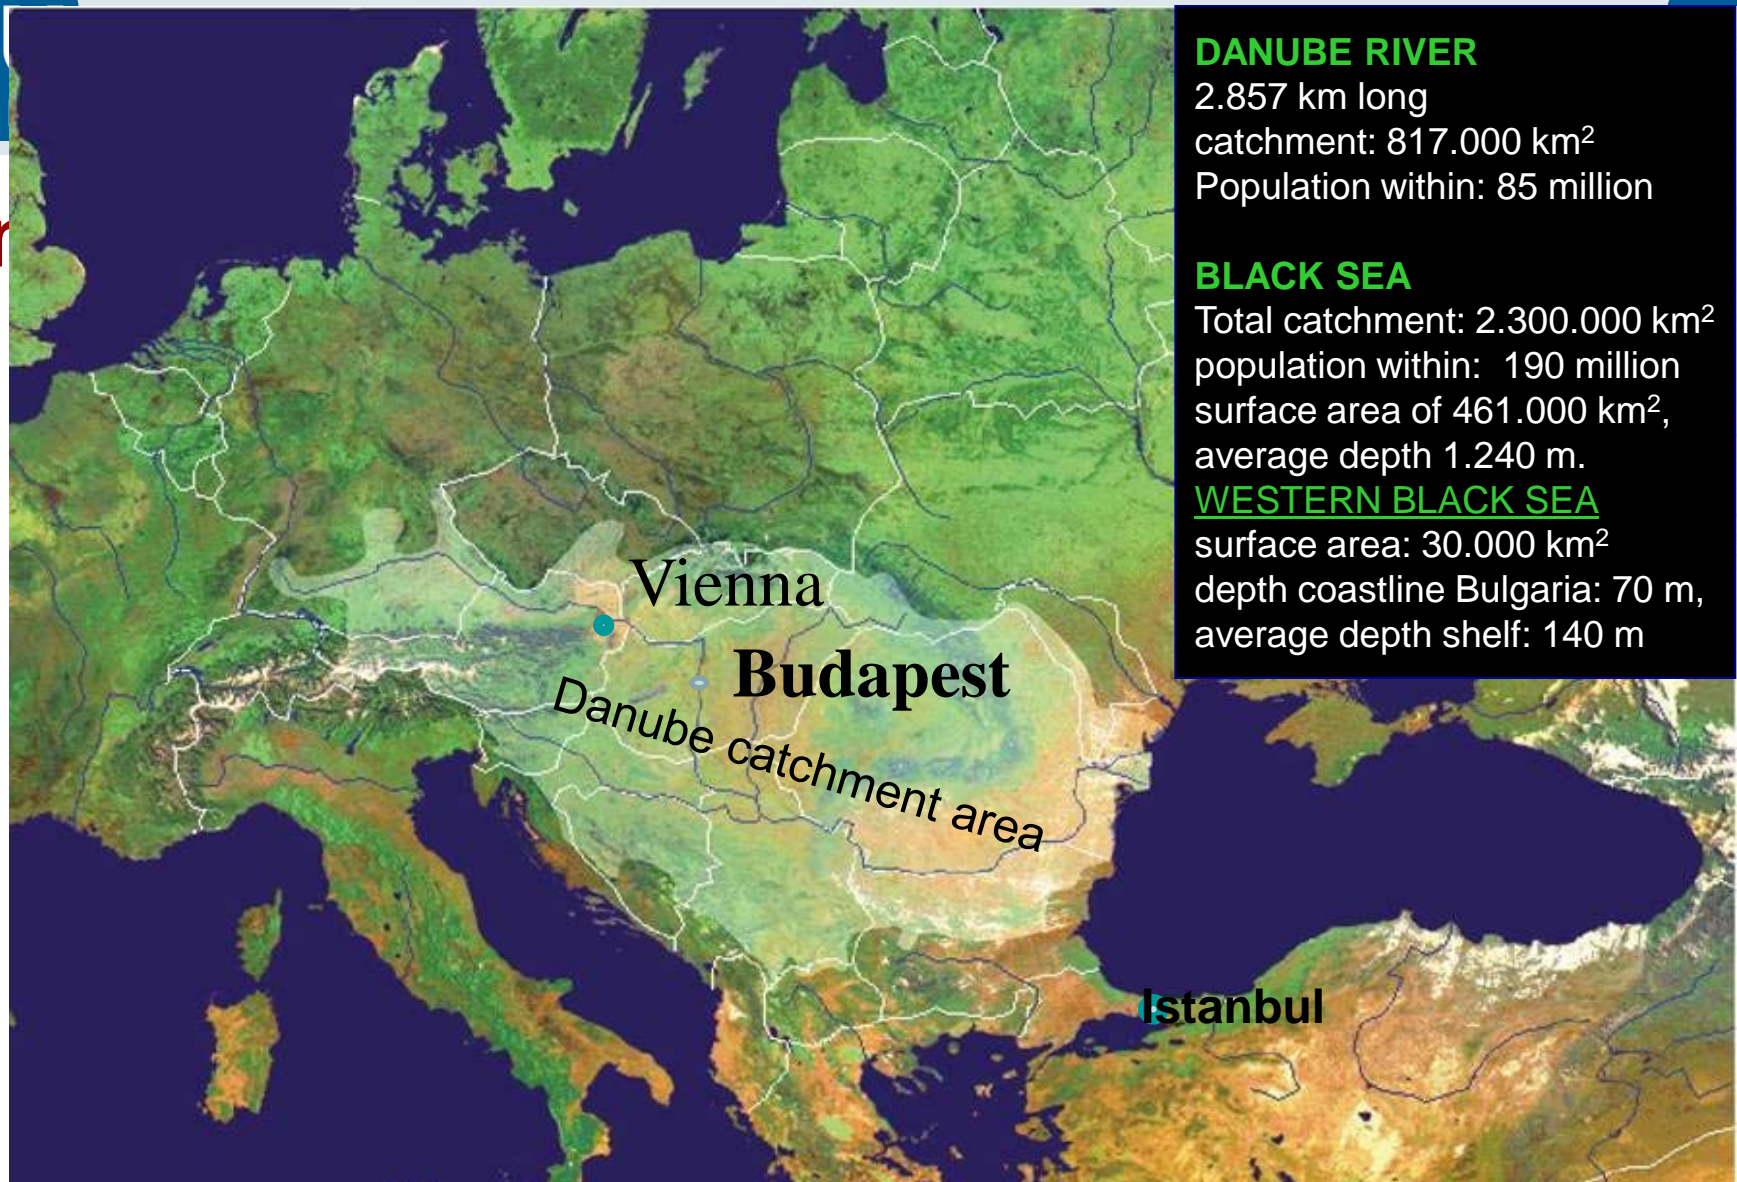 DANUBE RIVER
2.857 km long
catchment: 817.000 km²
Population within: 85 million
BLACK SEA
Total catchment: 2.300.000 km²
population within: 190 million
surface area of 461.000 km²,
average depth 1.240 m.
WESTERN BLACK SEA
surface area: 30.000 km²
depth coastline Bulgaria: 70 m,
average depth shelf: 140 m
Vienna
Budapest
Danube catchment area
Istanbul